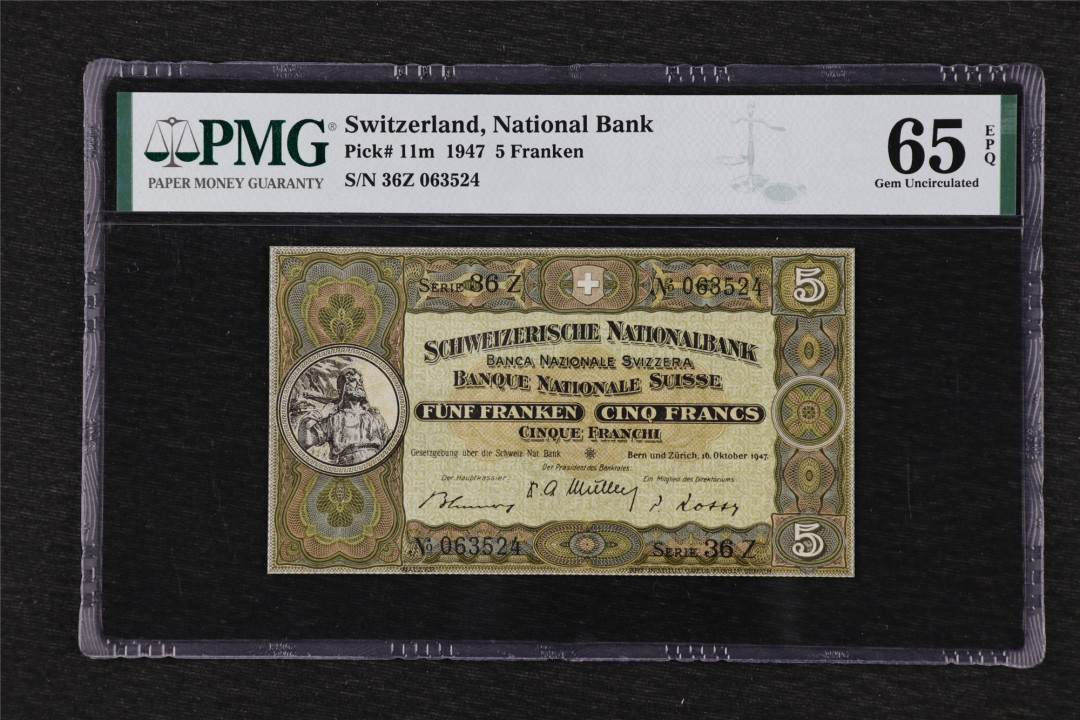 PMG®
PAPER MONEY GUARANTY
Switzerland, National Bank
Pick# 11m 1947 5 Franken
S/N 36Z 063524
65 EPQ
Gem Uncirculated
SERIE 36 Z
No 063524
5
SCHWEIZERISCHE NATIONALBANK
BANCA NAZIONALE SVIZZERA
BANQUE NATIONALE SUISSE
FÜNF FRANKEN CINQ FRANCS
CINQUE FRANCHI
Gesetzgebung über die Schweiz. Nat. Bank
Bern und Zürich, 16. Oktober 1947.
Der Präsident des Bankrates:
Der Hauptkassier:
Ein Mitglied des Direktoriums
No 063524
SERIE 36 Z
5